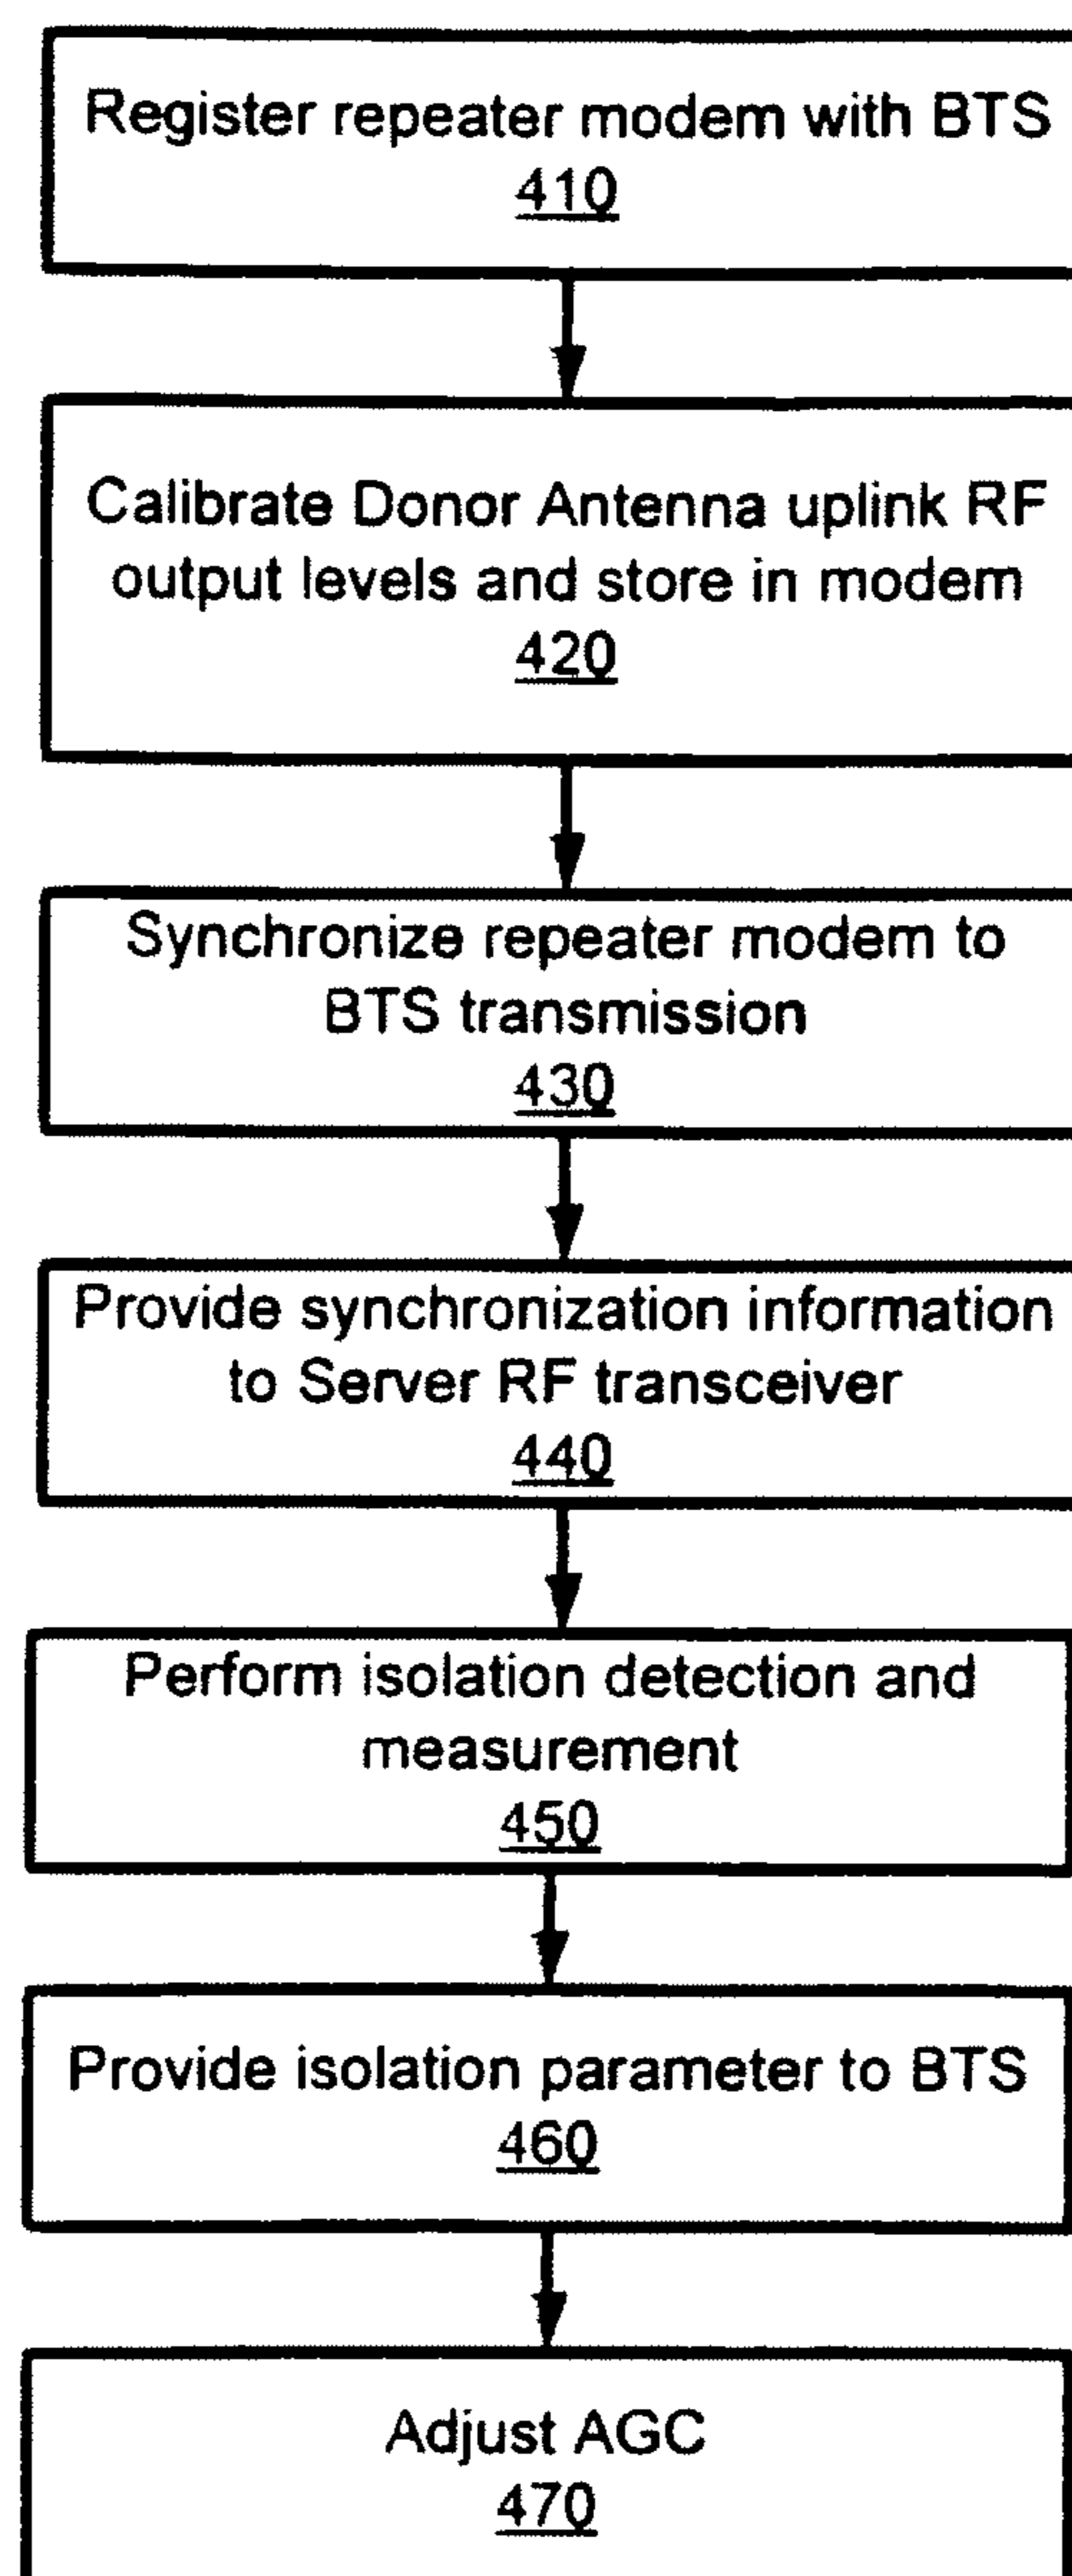 Register repeater modem with BTS
410
Calibrate Donor Antenna uplink RF
output levels and store in modem
420
Synchronize repeater modem to
BTS transmission
430
Provide synchronization information
to Server RF transceiver
440
Perform isolation detection and
measurement
450
Provide isolation parameter to BTS
460
Adjust AGC
470